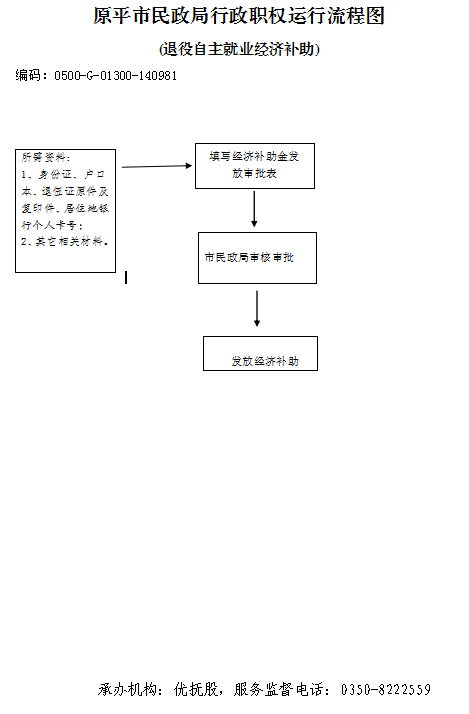 原平市民政局行政职权运行流程图
(退役自主就业经济补助)
编码：0500-G-01300-140981
所需资料：
1、身份证、户口
本、退伍证原件及
复印件、居住地银
行个人卡号；
2、其它相关材料。
填写经济补助金发
放审批表
市民政局审核审批
发放经济补助
承办机构：优抚股，服务监督电话：0350-8222559